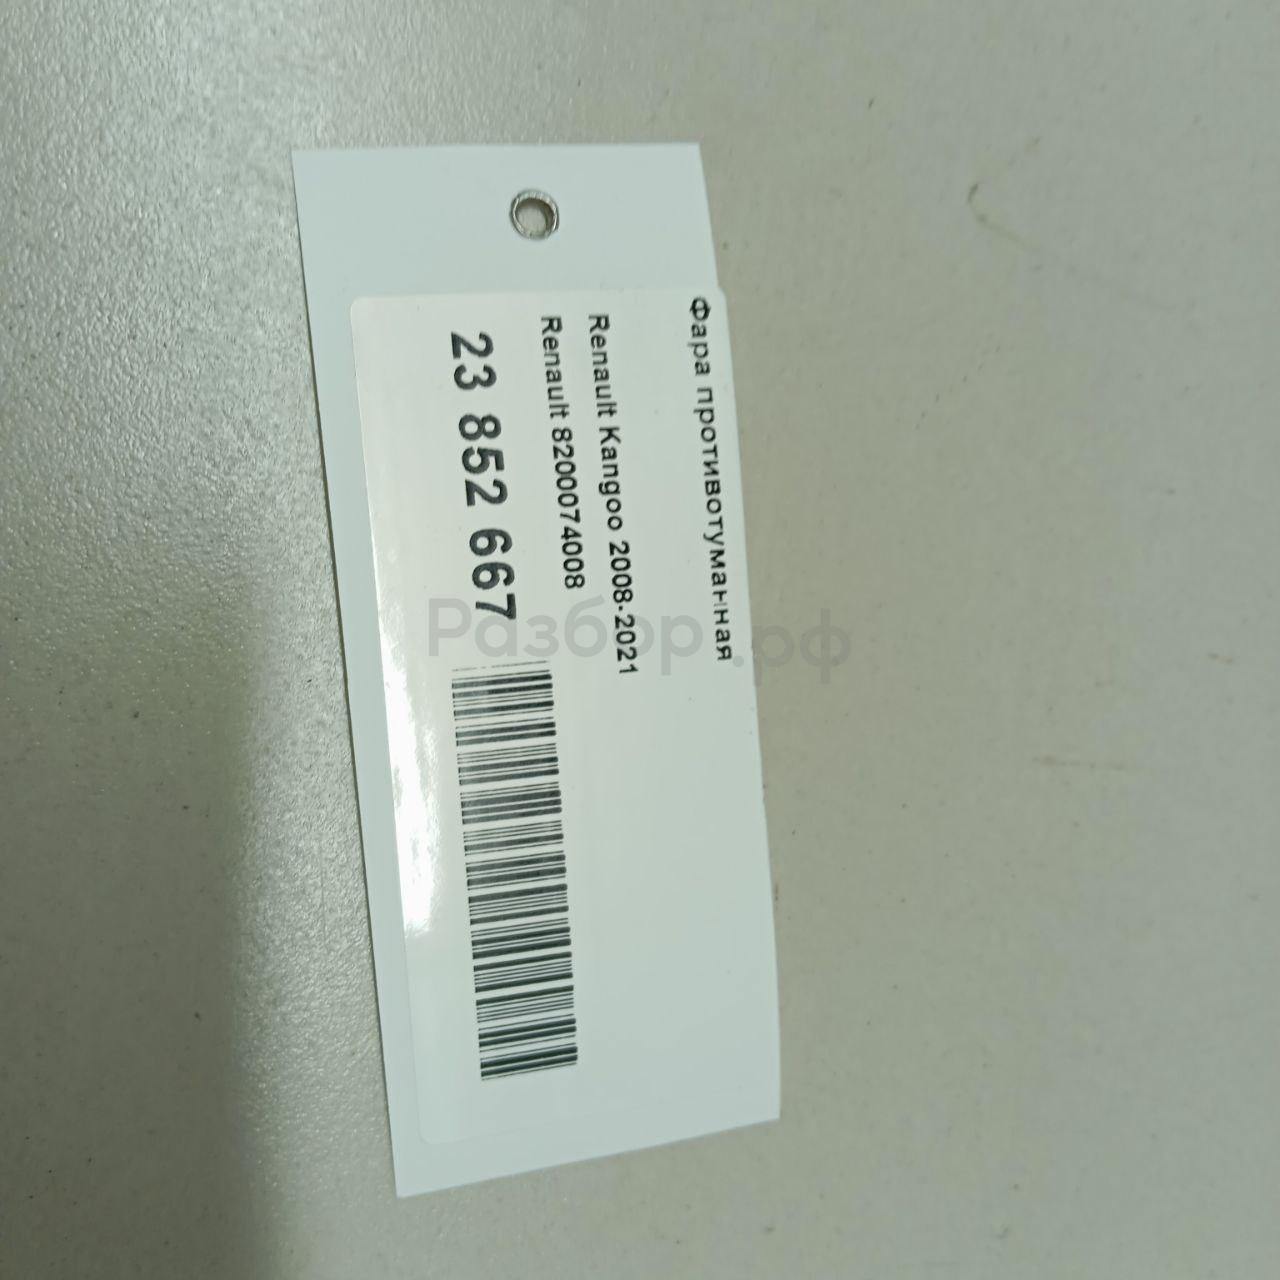 Фара противотуманная
Renault Kangoo 2008-2021
Renault 8200074008
23 852 667
Разбор.рф